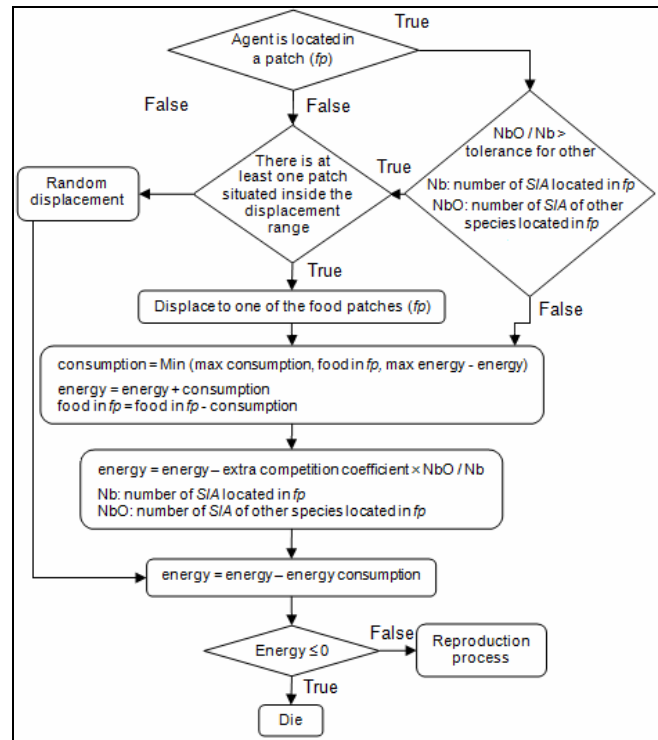 True
Agent is located in
a patch (fp)
False
False
NbO / Nb >
tolerance for other
Nb: number of SIA located in fp
NbO: number of SIA of other
species located in fp
True
There is at
least one patch
situated inside the
displacement
range
Random
displacement
True
Displace to one of the food patches (fp)
False
consumption = Min (max consumption, food in fp, max energy - energy)
energy = energy + consumption
food in fp = food in fp - consumption
energy = energy – extra competition coefficient × NbO / Nb
Nb: number of SIA located in fp
NbO: number of SIA of other species located in fp
energy = energy – energy consumption
Energy ≤ 0
False
Reproduction
process
True
Die